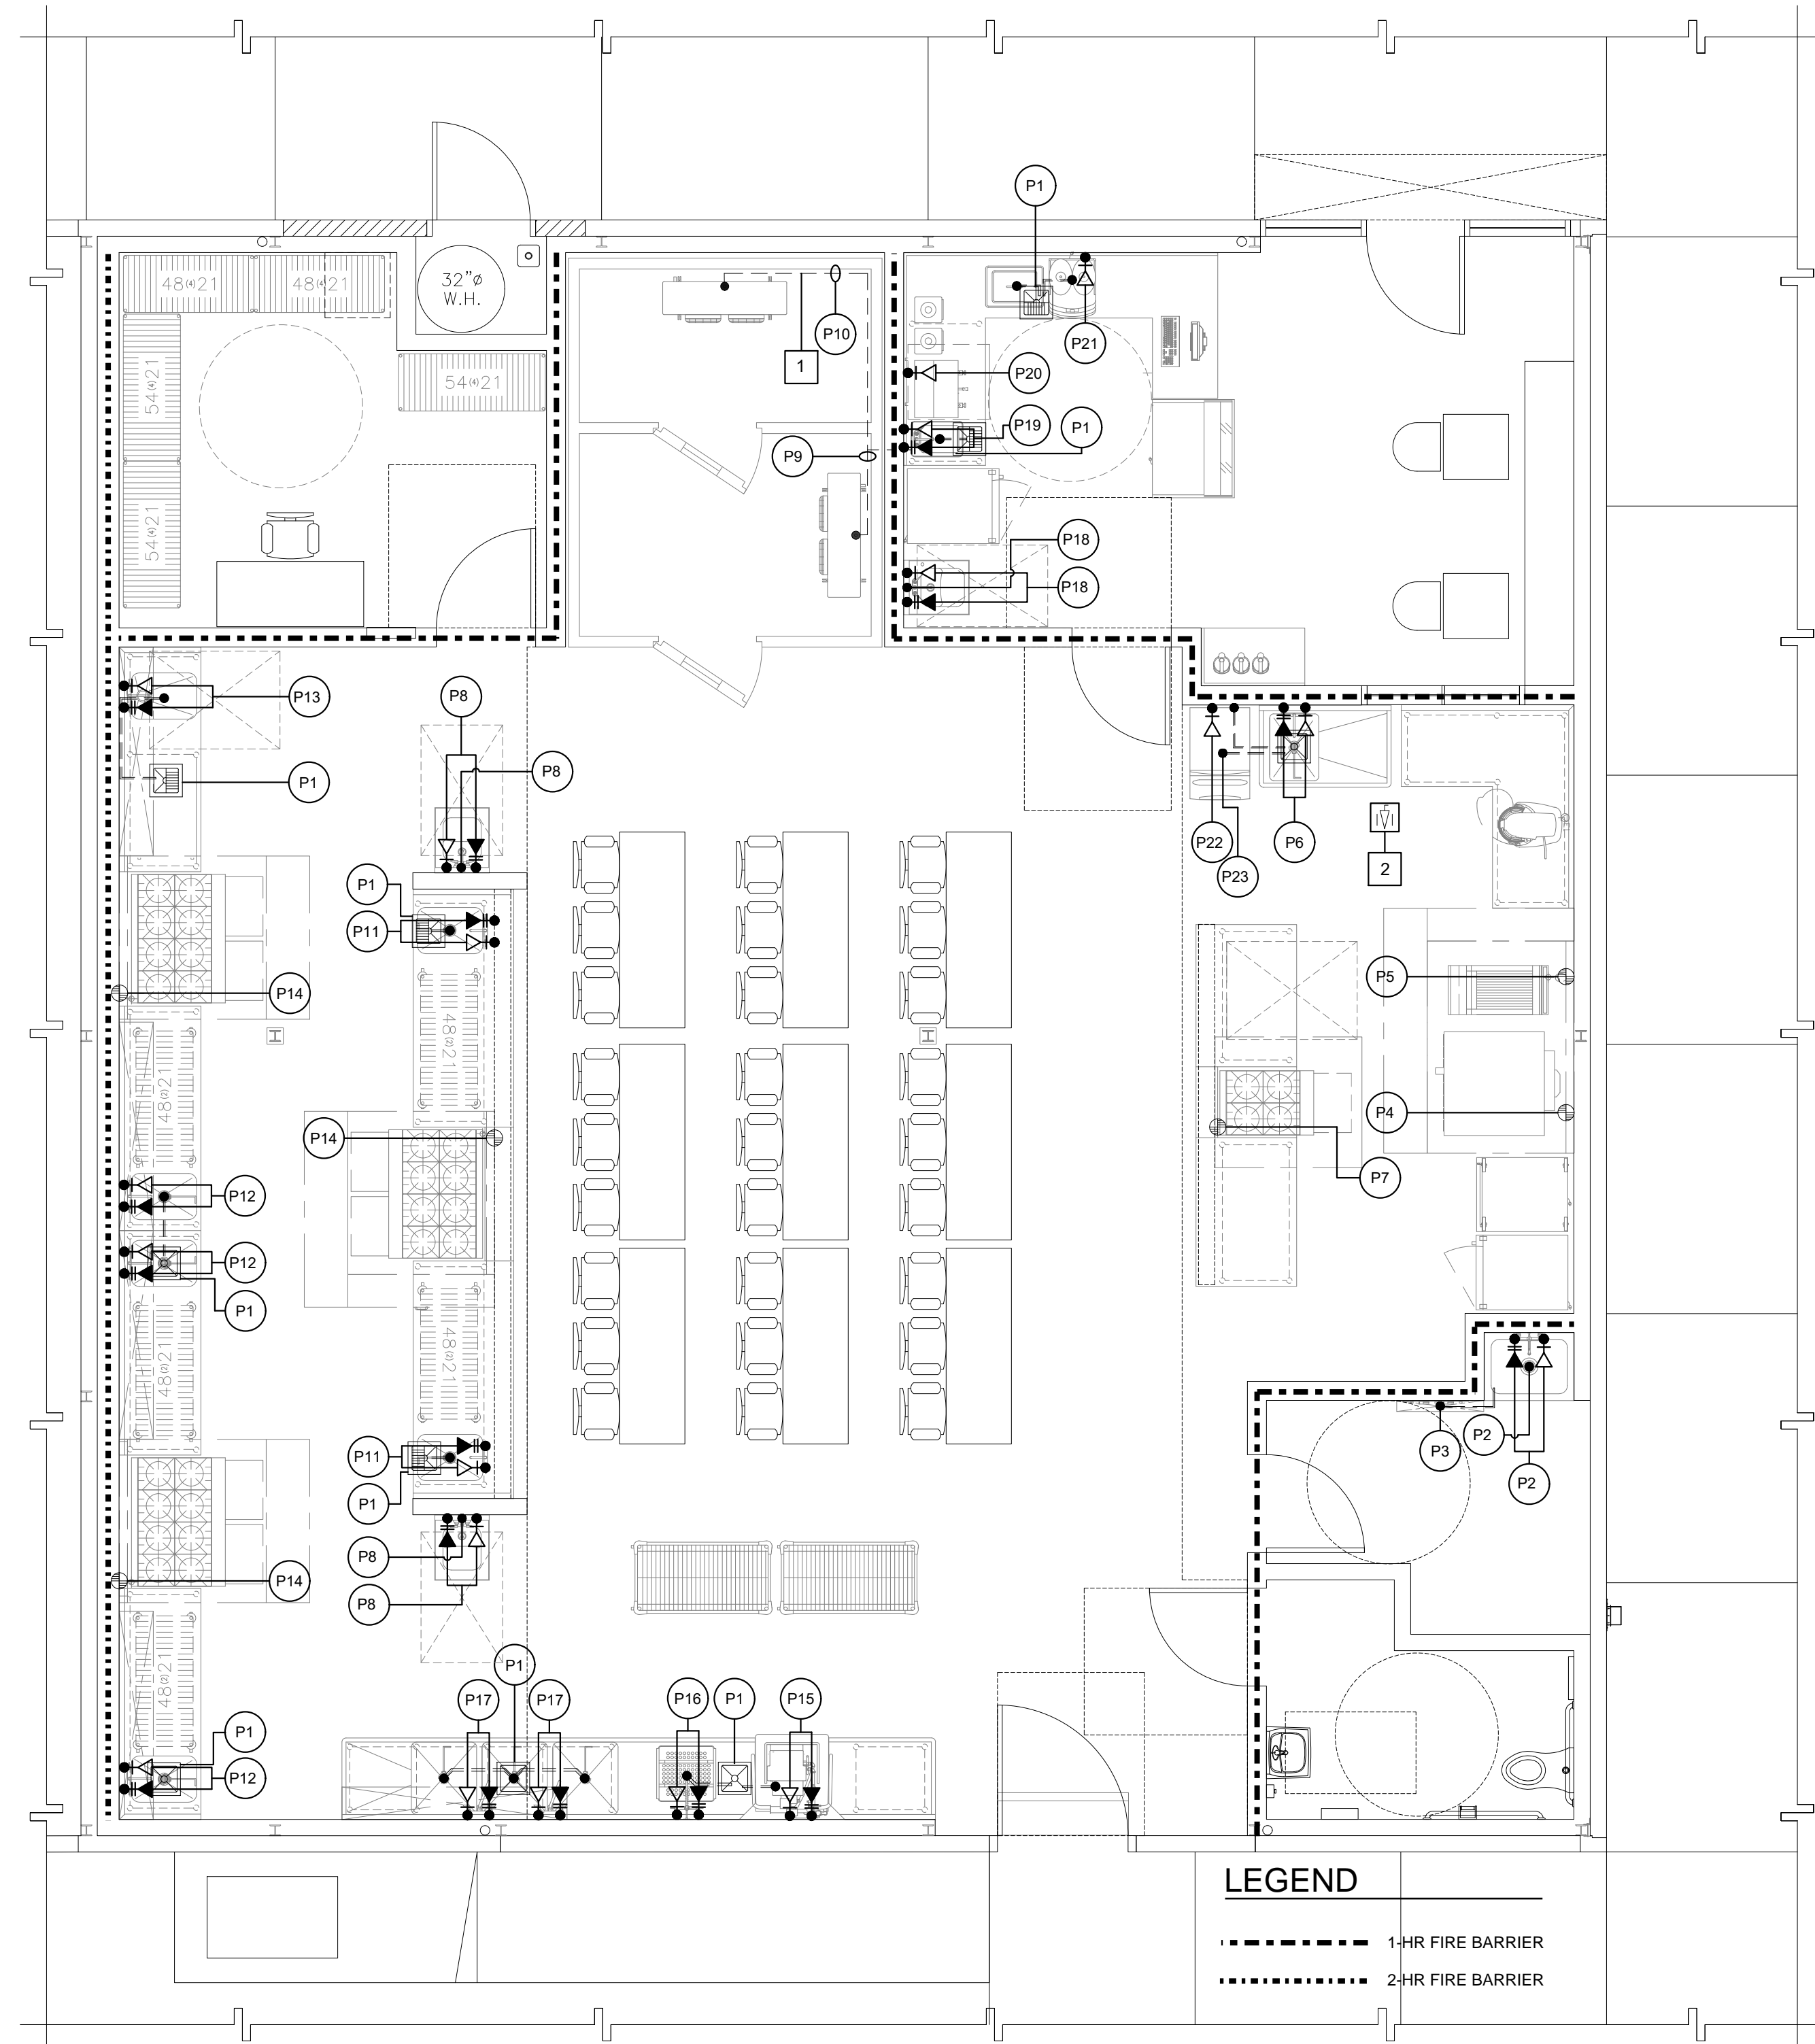 P1
48(4)21
48(4)21
32”ø
W.H.
P10
P21
1
P20
54(4)21
54(4)21
P19
P1
P9
54(4)21
P18
P18
P13
P8
P8
P1
P22
P6
P23
2
P1
P11
P5
P14
48(2)21
48(2)21
P4
P14
P7
P12
P12
P1
48(2)21
48(2)21
P3
P2
P2
P11
P1
P8
P14
P8
48(2)21
P1
P17
P17
P16
P1
P15
P1
P12
LEGEND
1-HR FIRE BARRIER
2-HR FIRE BARRIER